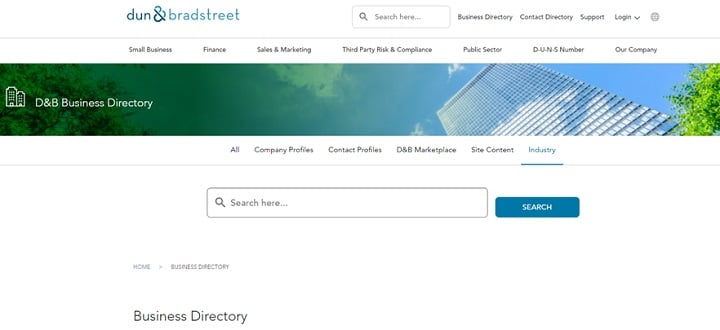 dun & bradstreet
Search here...
Business Directory Contact Directory Support Login
Small Business Finance Sales & Marketing Third Party Risk & Compliance Public Sector D-U-N-S Number Our Company
D&B Business Directory
All Company Profiles Contact Profiles D&B Marketplace Site Content Industry
Search here...
SEARCH
HOME > BUSINESS DIRECTORY
Business Directory